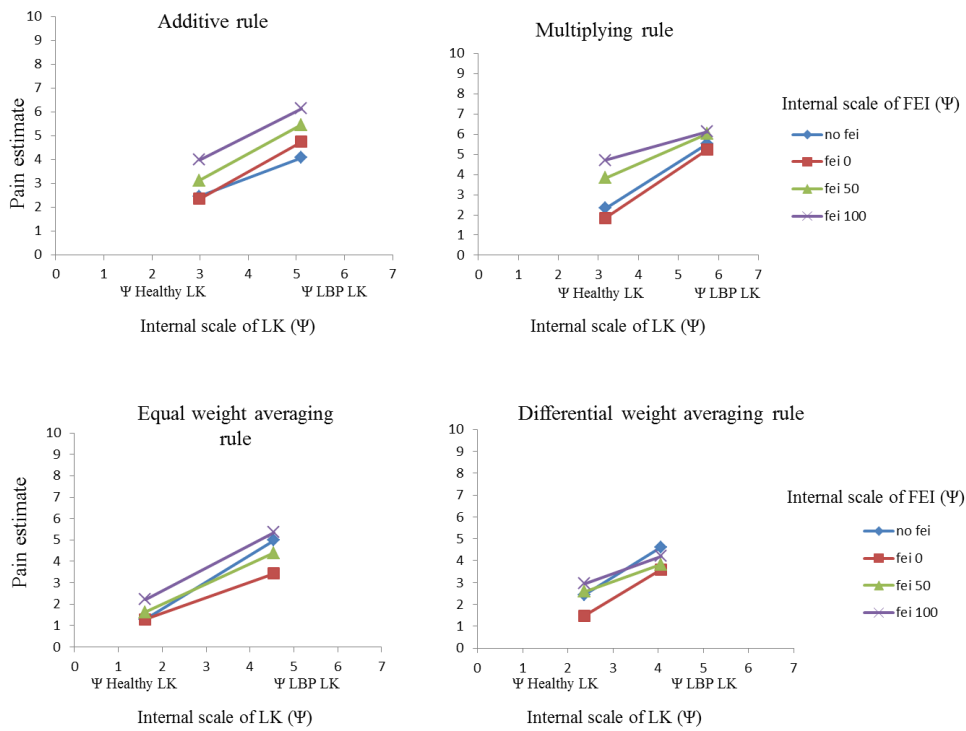 Additive rule
10
9
8
7
6
5
4
3
2
1
0
Pain estimate
0 1 2 3 4 5 6 7
Ψ Healthy LK Ψ LBP LK
Internal scale of LK (Ψ)
Multiplying rule
10
9
8
7
6
5
4
3
2
1
0
0 1 2 3 4 5 6 7
Ψ Healthy LK Ψ LBP LK
Internal scale of LK (Ψ)
Internal scale of FEI (Ψ)
no fei
fei 0
fei 50
fei 100
Equal weight averaging
rule
10
9
8
7
6
5
4
3
2
1
0
Pain estimate
0 1 2 3 4 5 6 7
Ψ Healthy LK Ψ LBP LK
Internal scale of LK (Ψ)
Differential weight averaging rule
10
9
8
7
6
5
4
3
2
1
0
0 1 2 3 4 5 6 7
Ψ Healthy LK Ψ LBP LK
Internal scale of LK (Ψ)
Internal scale of FEI (Ψ)
no fei
fei 0
fei 50
fei 100